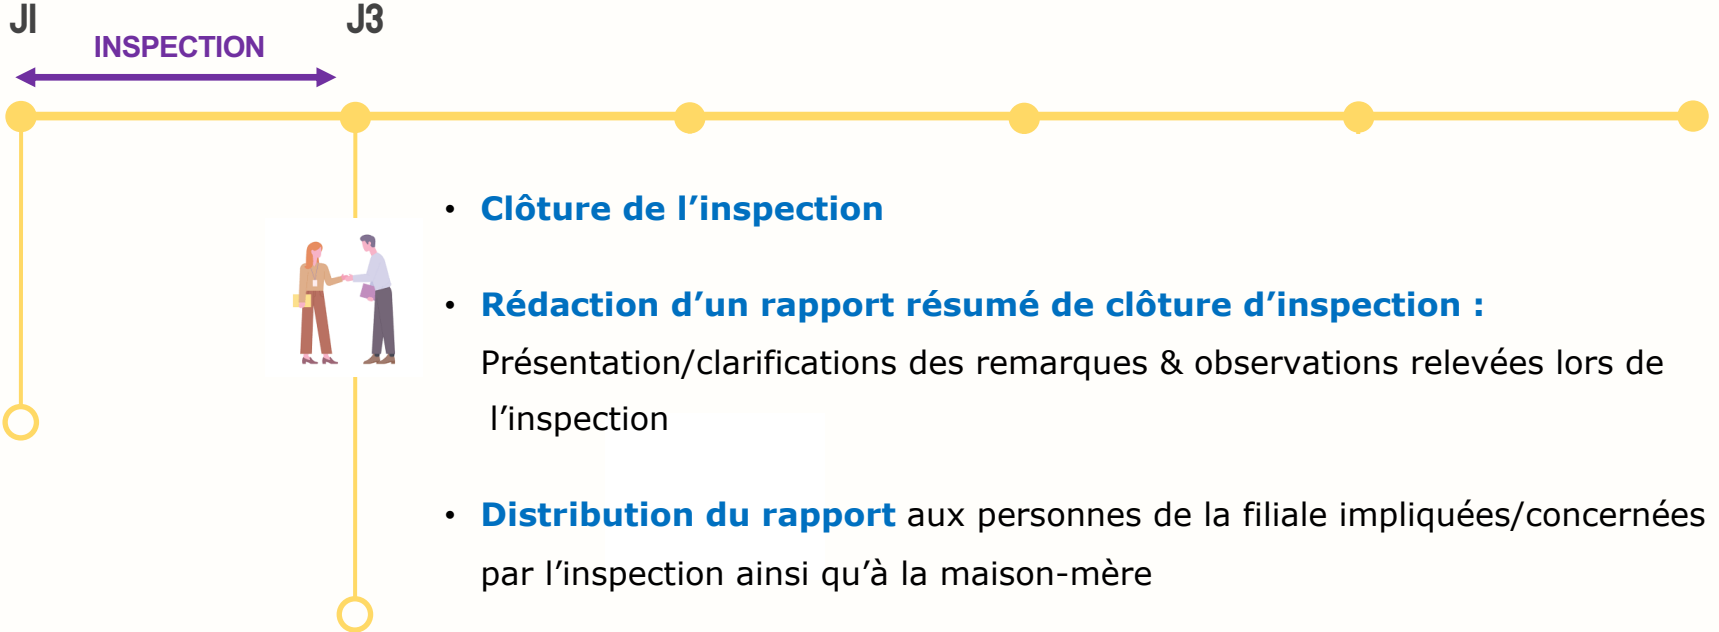 J1
J3
INSPECTION
• Clôture de l’inspection
• Rédaction d’un rapport résumé de clôture d’inspection :
Présentation/clarifications des remarques & observations relevées lors de
l’inspection
• Distribution du rapport aux personnes de la filiale impliquées/concernées
par l’inspection ainsi qu’à la maison-mère